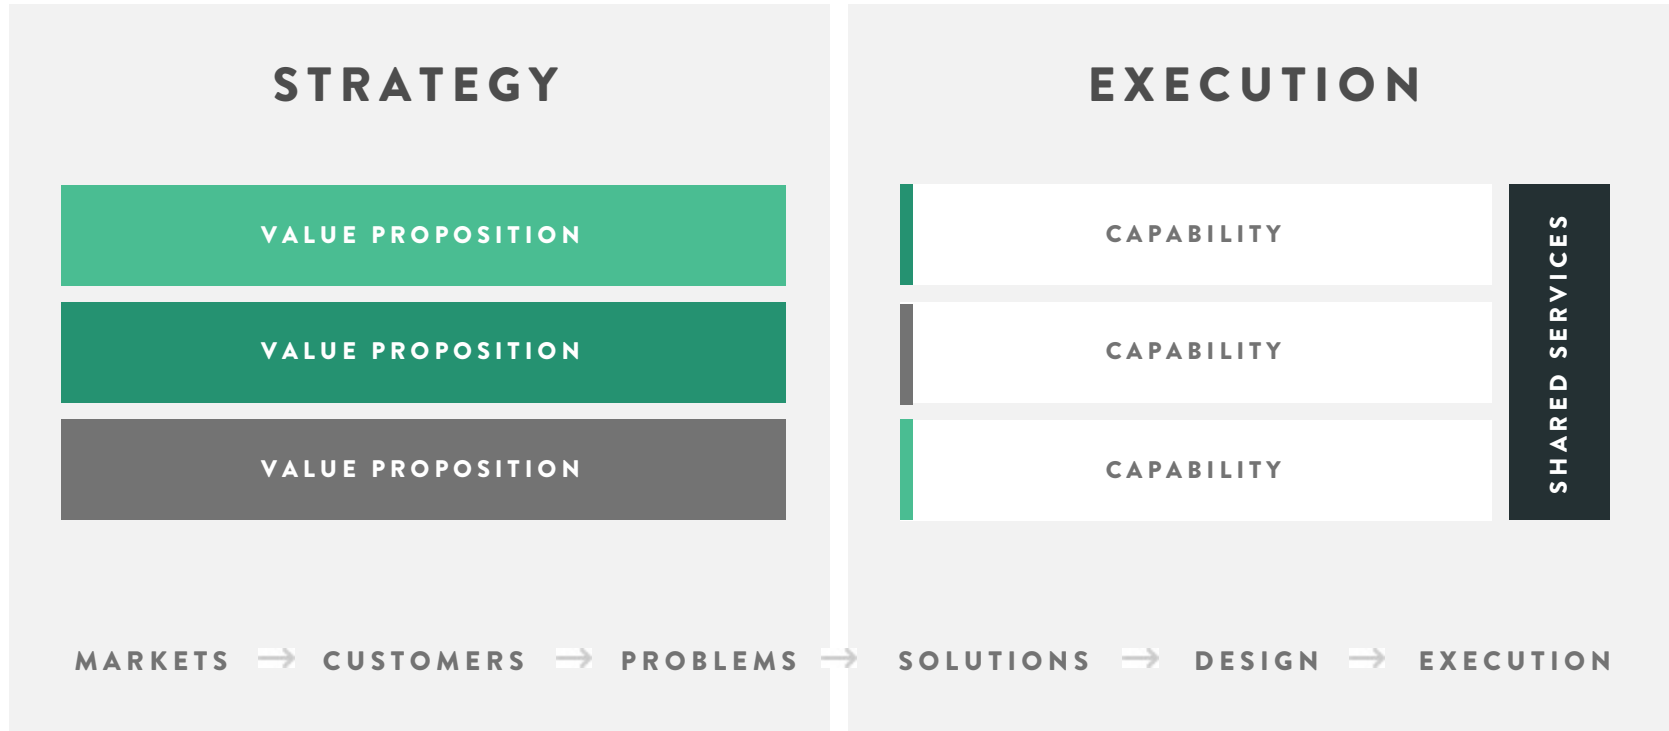 STRATEGY
VALUE PROPOSITION
VALUE PROPOSITION
VALUE PROPOSITION
EXECUTION
CAPABILITY
CAPABILITY
CAPABILITY
SHARED SERVICES
MARKETS → CUSTOMERS → PROBLEMS → SOLUTIONS → DESIGN → EXECUTION